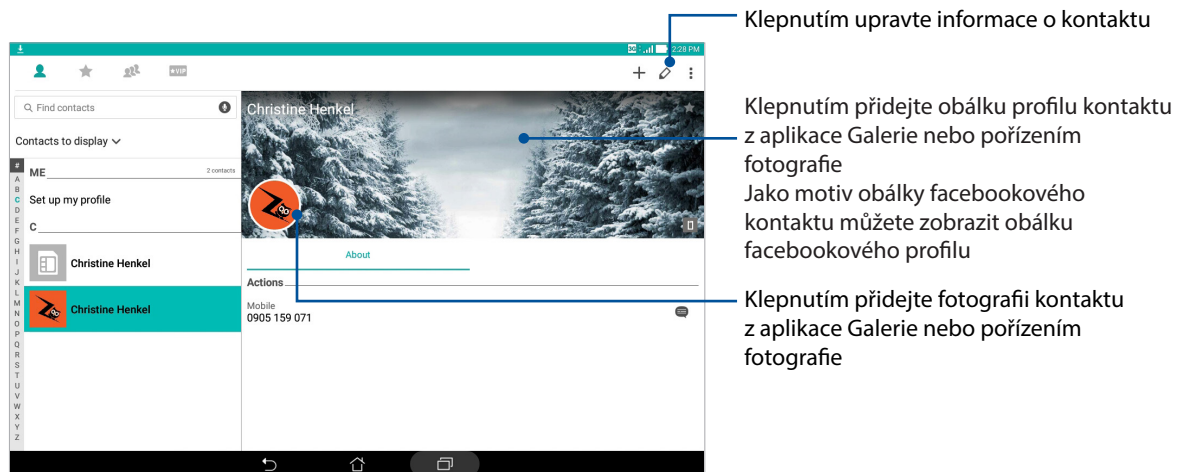 Klepnutím upravte informace o kontaktu
3G
2:28 PM
VIP
Find contacts
Christine Henkel
Klepnutím přidejte obálku profilu kontaktu
z aplikace Galerie nebo pořízením
fotografie
Jako motiv obálky facebookového
kontaktu můžete zobrazit obálku
facebookového profilu
Contacts to display
ME
2 contacts
Set up my profile
C
Christine Henkel
Christine Henkel
#
A
B
C
D
E
F
G
H
I
J
K
L
M
N
O
P
Q
R
S
T
U
V
W
X
Y
Z
About
Actions
Mobile
0905 159 071
Klepnutím přidejte fotografii kontaktu
z aplikace Galerie nebo pořízením
fotografie